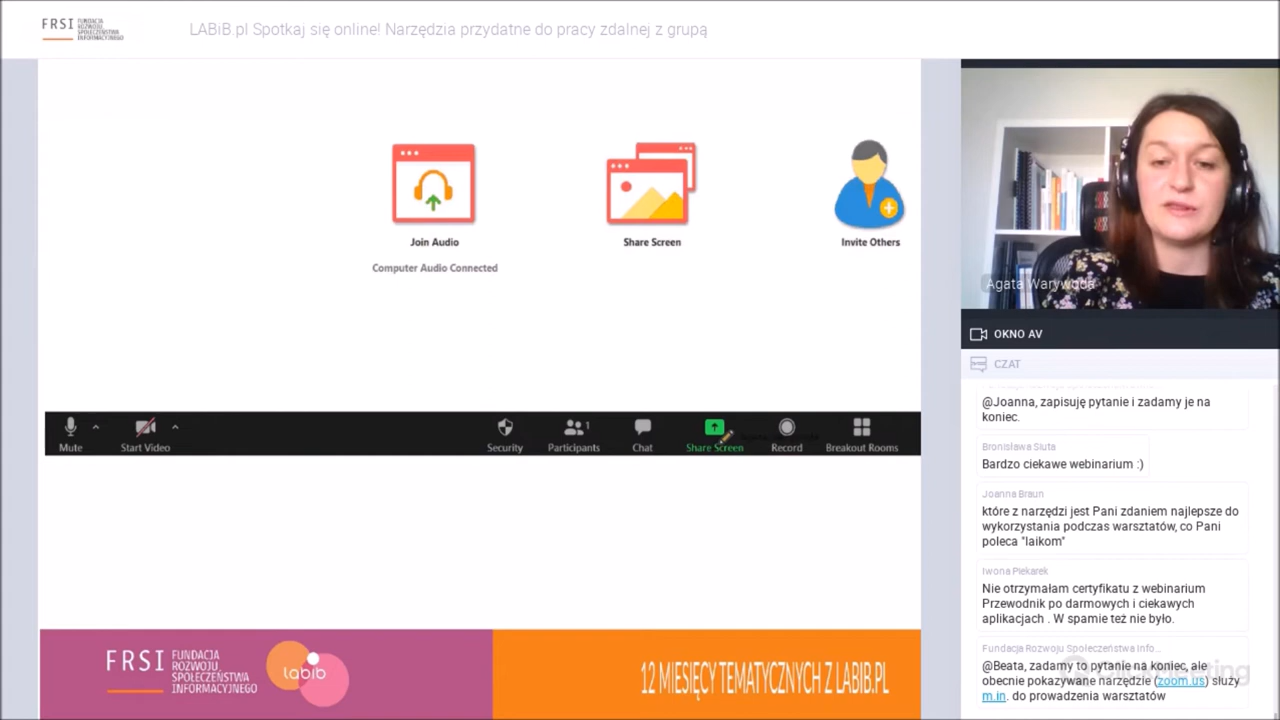 FRSI FUNDACJA
ROZWOJU
SPOŁECZEŃSTWA
INFORMACYJNEGO
LABiB.pl Spotkaj się online! Narzędzia przydatne do pracy zdalnej z grupą
Join Audio
Share Screen
Invite Others
Computer Audio Connected
Mute
Start Video
Security
Participants 1
Chat
Share Screen
Record
Breakout Rooms
FRSI FUNDACJA
ROZWOJU
SPOŁECZEŃSTWA
INFORMACYJNEGO
labib
12 MIESIĘCY TEMATYCZNYCH Z LABIB.PL
Agata Warywoda
OKNO AV
CZAT
@Joanna, zapisuję pytanie i zadamy je na
koniec.
Bronisława Siuta
Bardzo ciekawe webinarium :)
Joanna Braun
które z narzędzi jest Pani zdaniem najlepsze do
wykorzystania podczas warsztatów, co Pani
poleca "laikom"
Iwona Piekarek
Nie otrzymałam certyfikatu z webinarium
Przewodnik po darmowych i ciekawych
aplikacjach . W spamie też nie było.
Fundacja Rozwoju Społeczeństwa Info...
@Beata, zadamy to pytanie na koniec, ale
obecnie pokazywane narzędzie (zoom.us) służy
m.in. do prowadzenia warsztatów